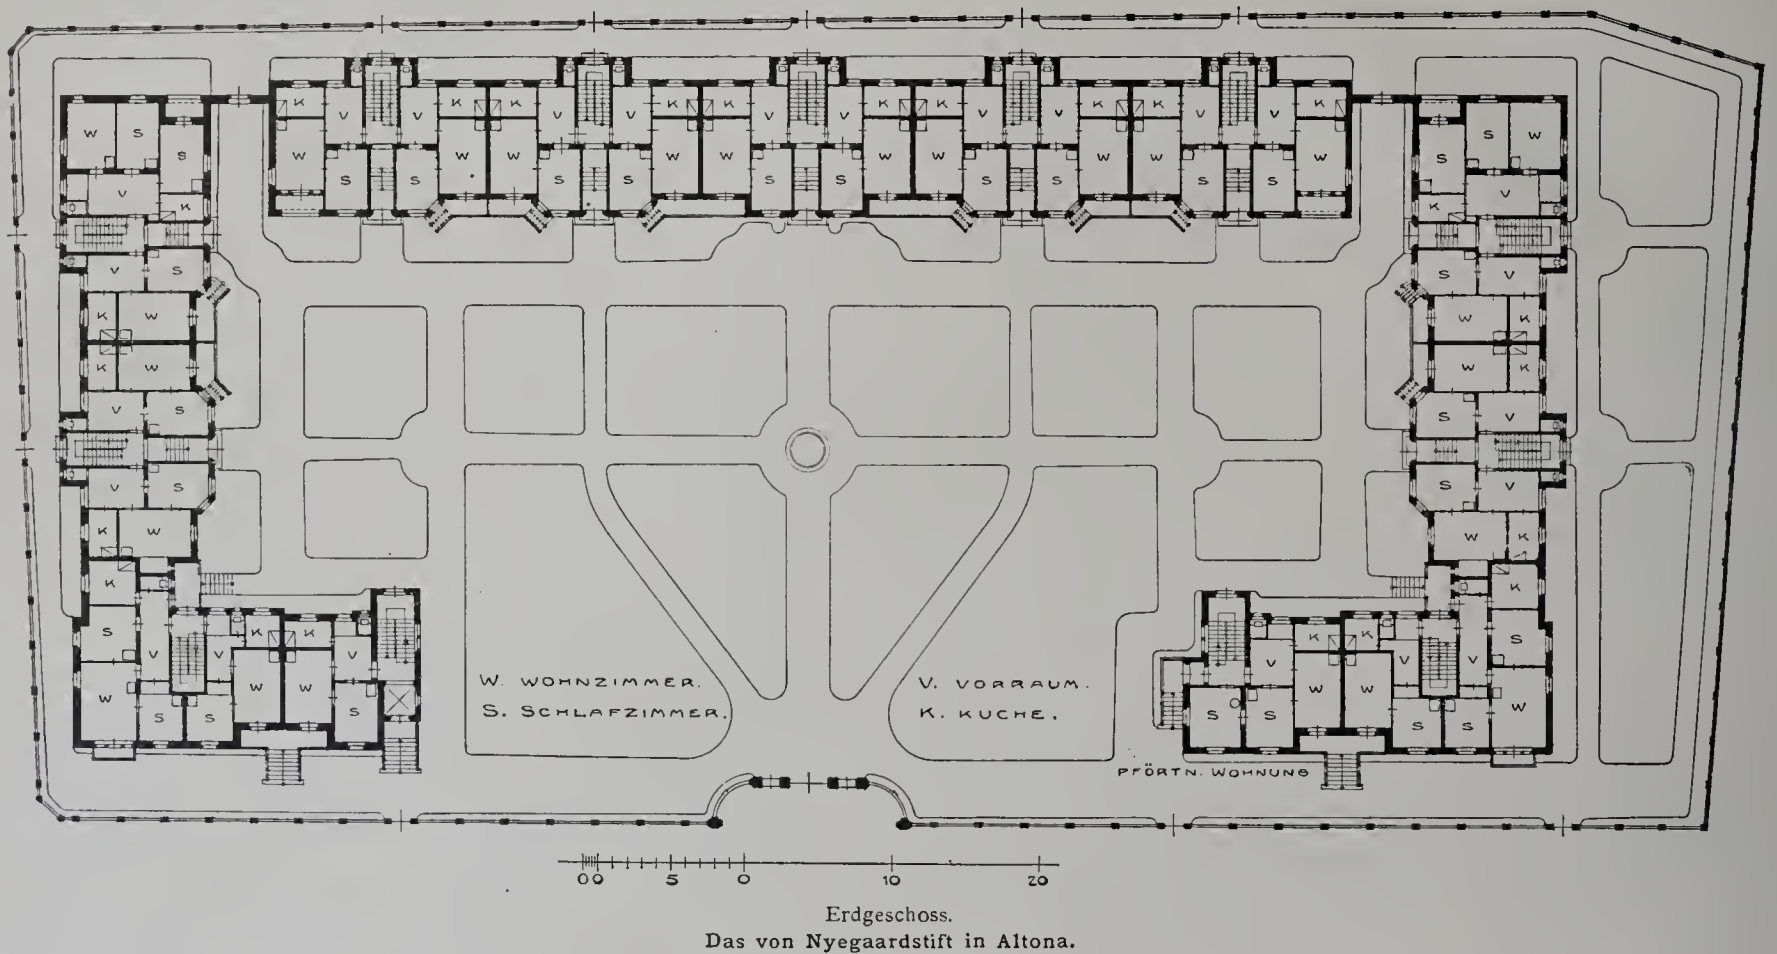 K V V K K V V K K V V K K V V K K V V K
W W W W W W W W W W
S S S S S S S S S S
W S S
V K
V S
K W
K W
V S
V S
K W
K
S K K
V V V
W W W
S S S
S W
S
V
K
S V
W K
W K
S V
S V
W K
K
K K S
V V V
W W W
S S S S
W. WOHNZIMMER.
S. SCHLAFZIMMER.
V. VORRAUM.
K. KUCHE.
PFÖRTN. WOHNUNG
00 5 0 10 20
Erdgeschoss.
Das von Nyegaardstift in Altona.